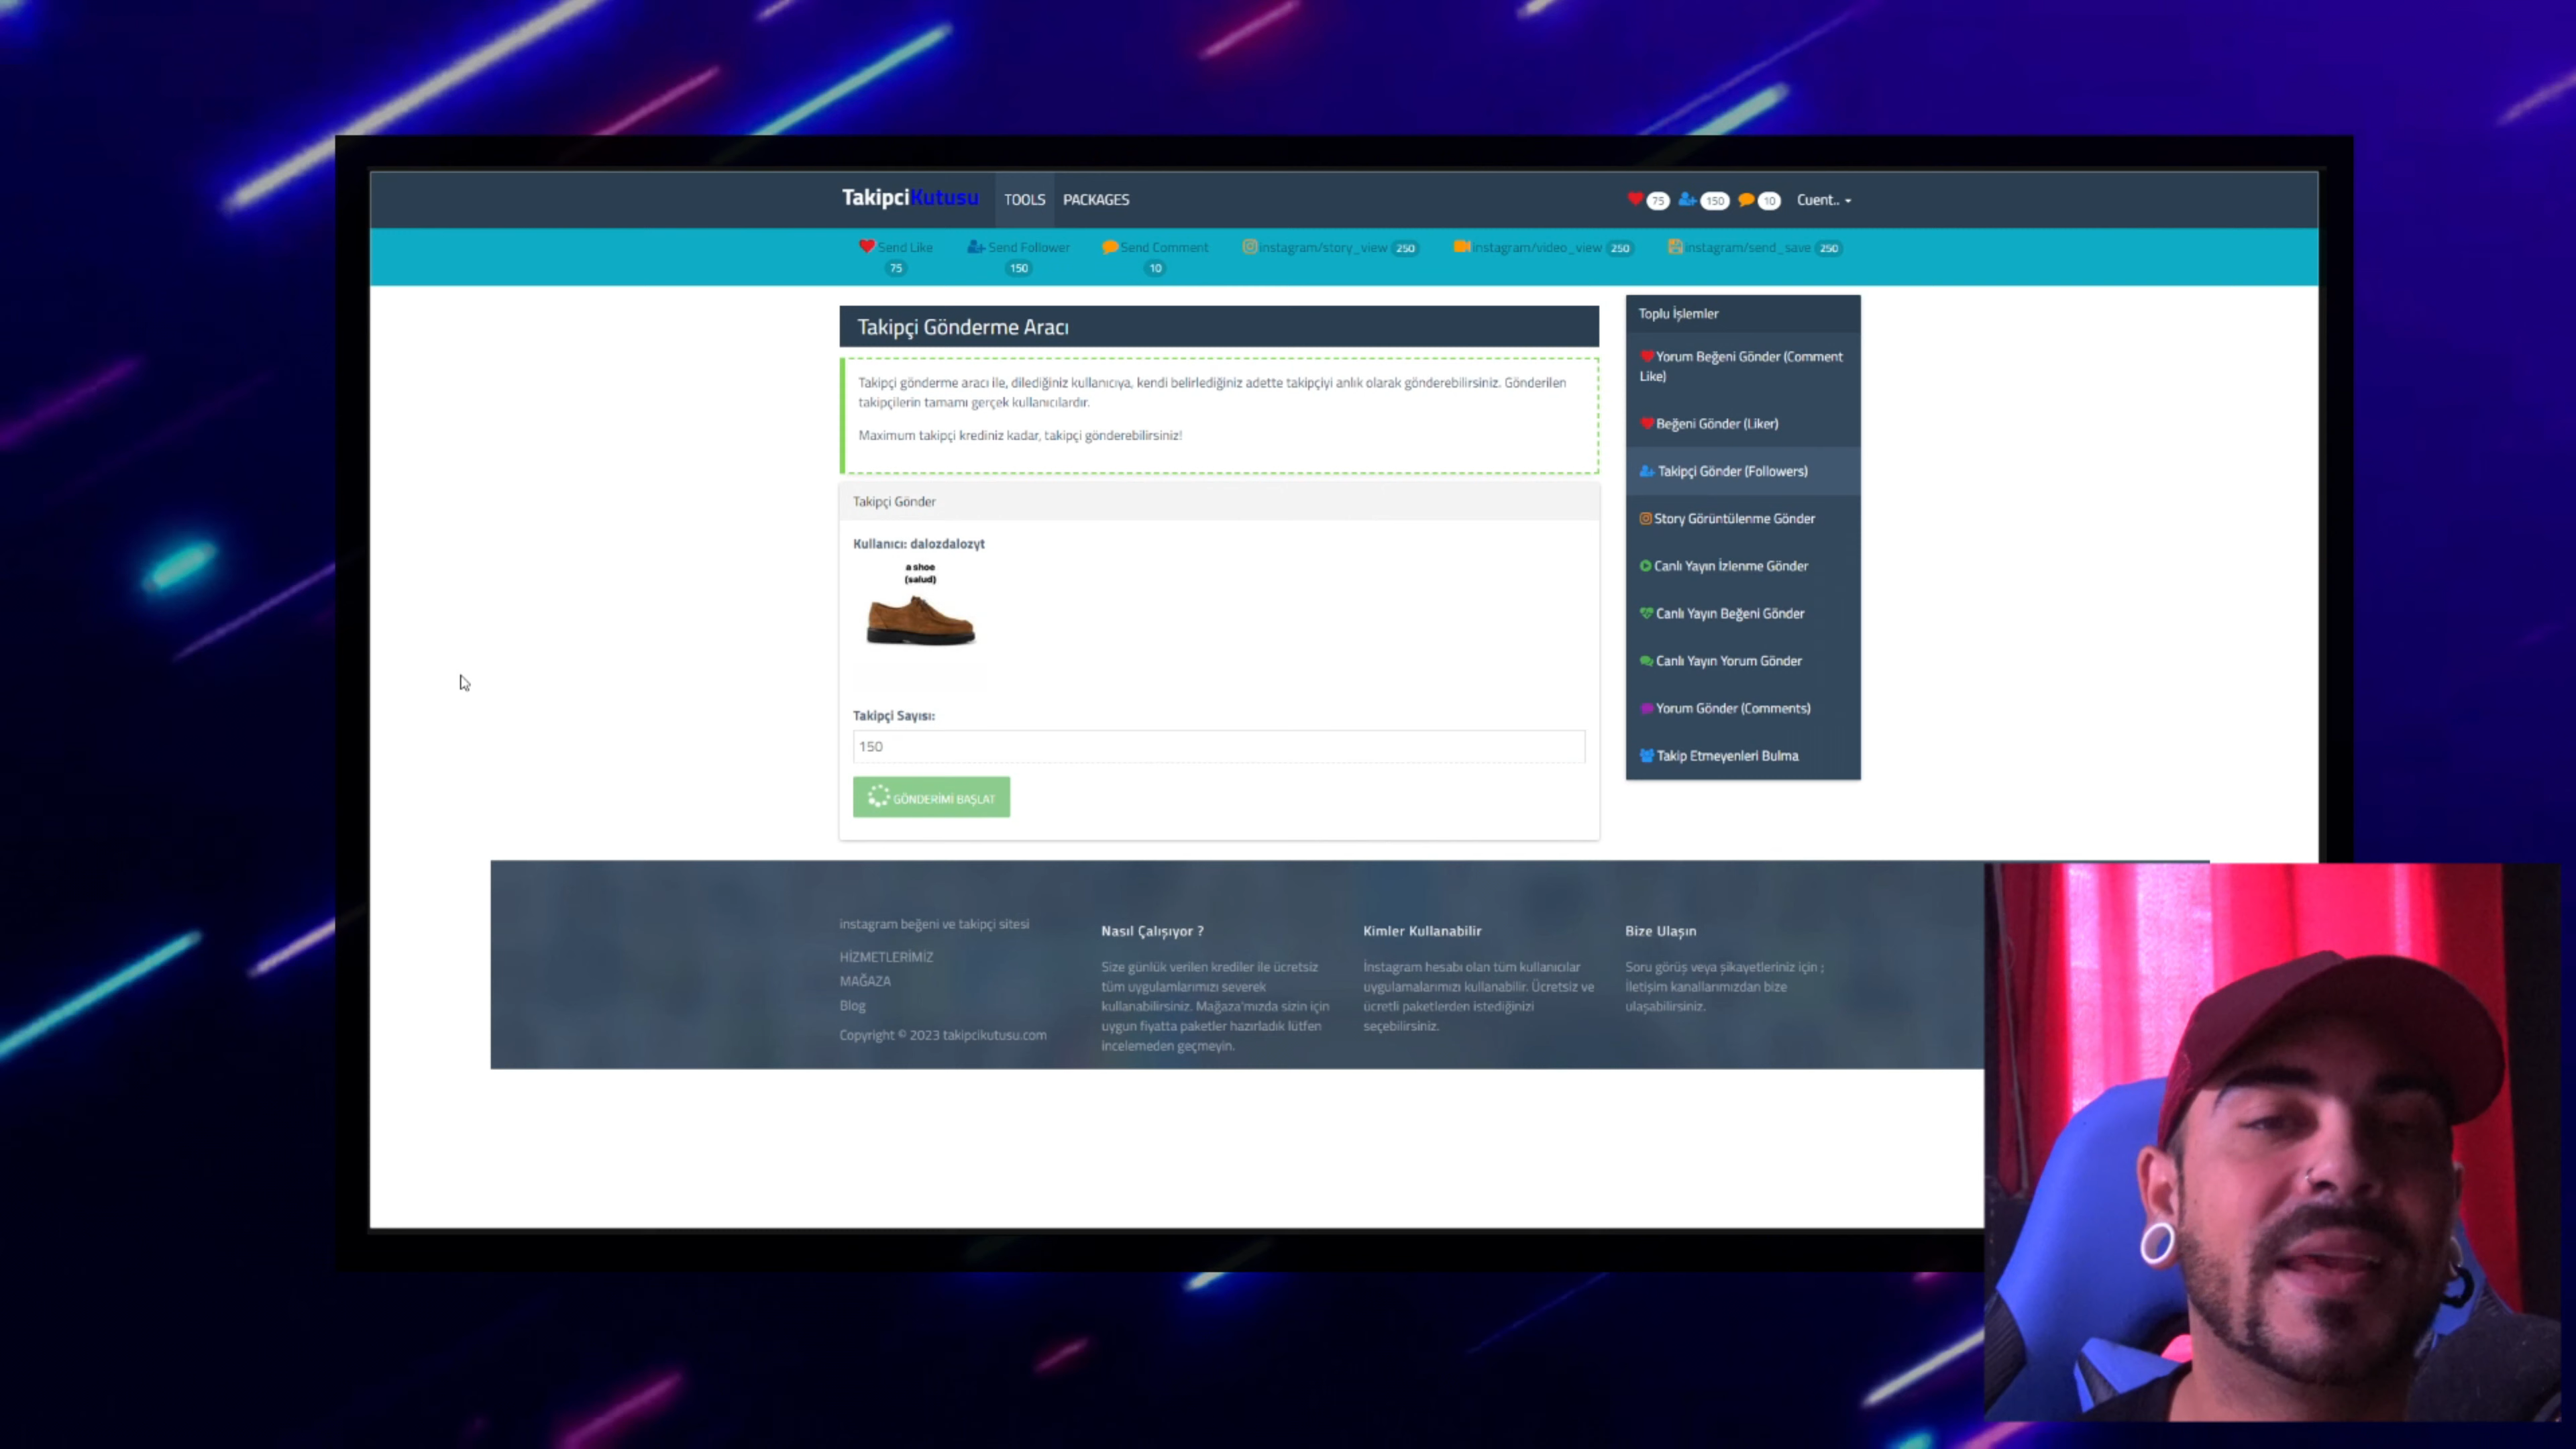 TakipciKutusu TOOLS PACKAGES 75 150 10 Cuent..
Send Like Send Follower Send Comment instagram/story_view 250 instagram/video_view 250 instagram/send_save 250
75 150 10
Takipçi Gönderme Aracı
Takipçi gönderme aracı ile, dilediğiniz kullanıcıya, kendi belirlediğiniz adette takipçiyi anlık olarak gönderebilirsiniz. Gönderilen
takipçilerin tamamı gerçek kullanıcılardır.
Maximum takipçi krediniz kadar, takipçi gönderebilirsiniz!
Takipçi Gönder
Kullanıcı: dalozdalozyt
a shoe
(salud)
Takipçi Sayısı:
150
GÖNDERİMİ BAŞLAT
Toplu İşlemler
Yorum Beğeni Gönder (Comment
Like)
Beğeni Gönder (Liker)
Takipçi Gönder (Followers)
Story Görüntülenme Gönder
Canlı Yayın İzlenme Gönder
Canlı Yayın Beğeni Gönder
Canlı Yayın Yorum Gönder
Yorum Gönder (Comments)
Takip Etmeyenleri Bulma
instagram beğeni ve takipçi sitesi
HİZMETLERİMİZ
MAĞAZA
Blog
Copyright © 2023 takipcikutusu.com
Nasıl Çalışıyor ?
Size günlük verilen krediler ile ücretsiz
tüm uygulamlarımızı severek
kullanabilirsiniz. Mağaza'mızda sizin için
uygun fiyatta paketler hazırladık lütfen
incelemeden geçmeyin.
Kimler Kullanabilir
İnstagram hesabı olan tüm kullanıcılar
uygulamalarımızı kullanabilir. Ücretsiz ve
ücretli paketlerden istediğinizi
seçebilirsiniz.
Bize Ulaşın
Soru görüş veya şikayetleriniz için ;
İletişim kanallarımızdan bize
ulaşabilirsiniz.